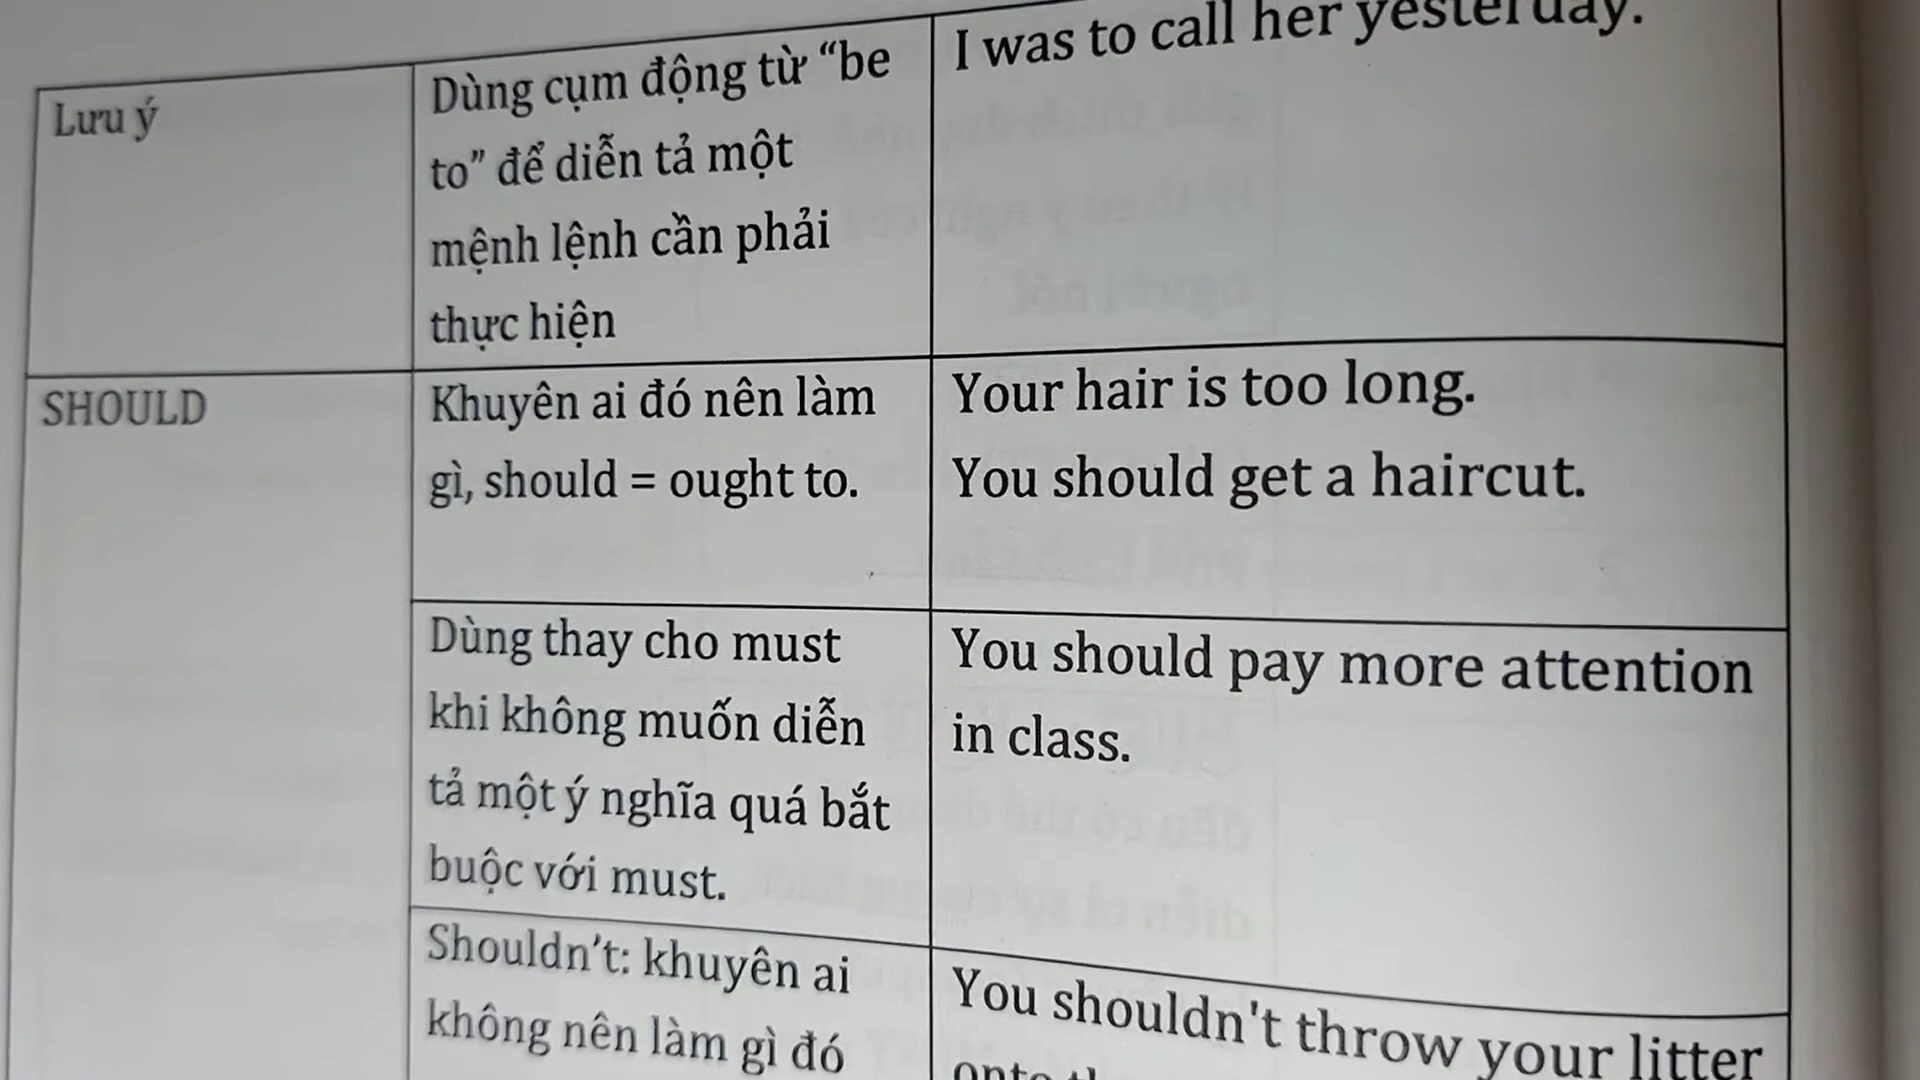 Lưu ý
Dùng cụm động từ “be
to” để diễn tả một
mệnh lệnh cần phải
thực hiện
I was to call her yesterday.
SHOULD
Khuyên ai đó nên làm
gì, should = ought to.
Your hair is too long.
You should get a haircut.
Dùng thay cho must
khi không muốn diễn
tả một ý nghĩa quá bắt
buộc với must.
You should pay more attention
in class.
Shouldn’t: khuyên ai
không nên làm gì đó
You shouldn't throw your litter
onto